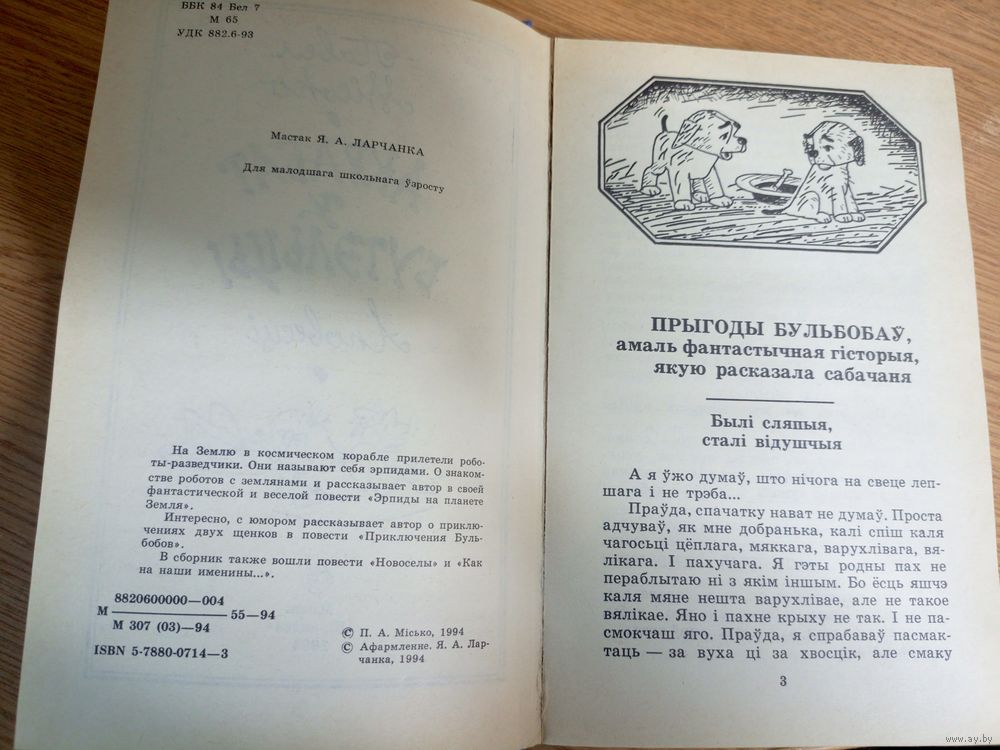 ББК 84 Бел 7
М 65
УДК 882.6-93
Мастак Я. А. ЛАРЧАНКА
Для малодшага школьнага ўзросту
На Землю в космическом корабле прилетели робо-
ты-разведчики. Они называют себя эрпидами. О знаком-
стве роботов с землянами и рассказывает автор в своей
фантастической и веселой повести «Эрпиды на планете
Земля».
Интересно, с юмором рассказывает автор о приклю-
чениях двух щенков в повести «Приключения Буль-
бобов».
В сборник также вошли повести «Новоселы» и «Как
на наши именины...».
М 8820600000—004 55—94
М 307 (03)—94
ISBN 5-7880-0714—3
© П. А. Місько, 1994
© Афармленне. Я. А. Лар-
чанка, 1994
ПРЫГОДЫ БУЛЬБОБАЎ,
амаль фантастычная гісторыя,
якую расказала сабачаня
Былі сляпыя,
сталі відушчыя
А я ўжо думаў, што нічога на свеце леп-
шага і не трэба...
Праўда, спачатку нават не думаў. Проста
адчуваў, як мне добранька, калі спіш каля
чагосьці цёплага, мяккага, варухлівага, вя-
лікага. І пахучага. Я гэты родны пах не
пераблытаю ні з якім іншым. Бо ёсць яшчэ
каля мяне нешта варухлівае, але не такое
вялікае. Яно і пахне крыху не так. І не па-
смокчаш яго. Праўда, я спрабаваў пасмак-
таць — за вуха ці за хвосцік, але смаку
3
www.ay.by